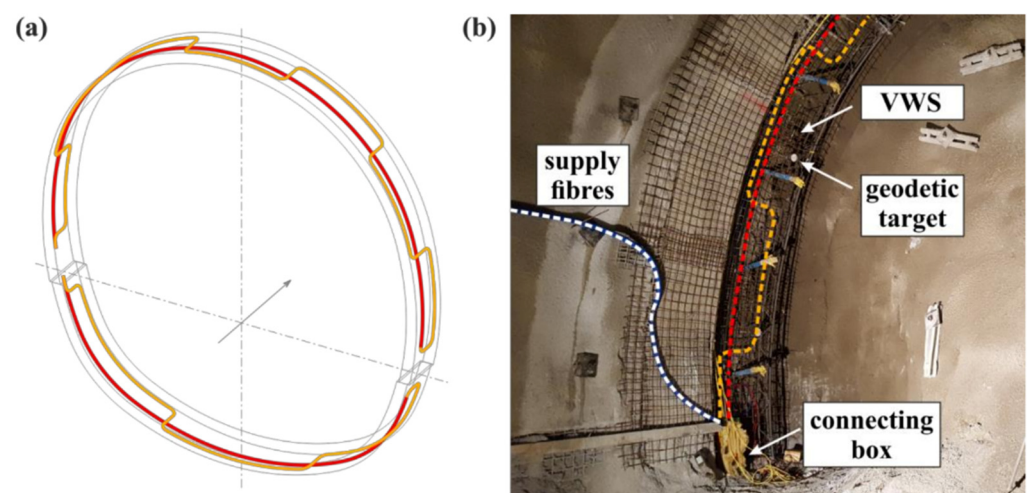 (a)
(b)
VWS
supply
fibres
geodetic
target
connecting
box